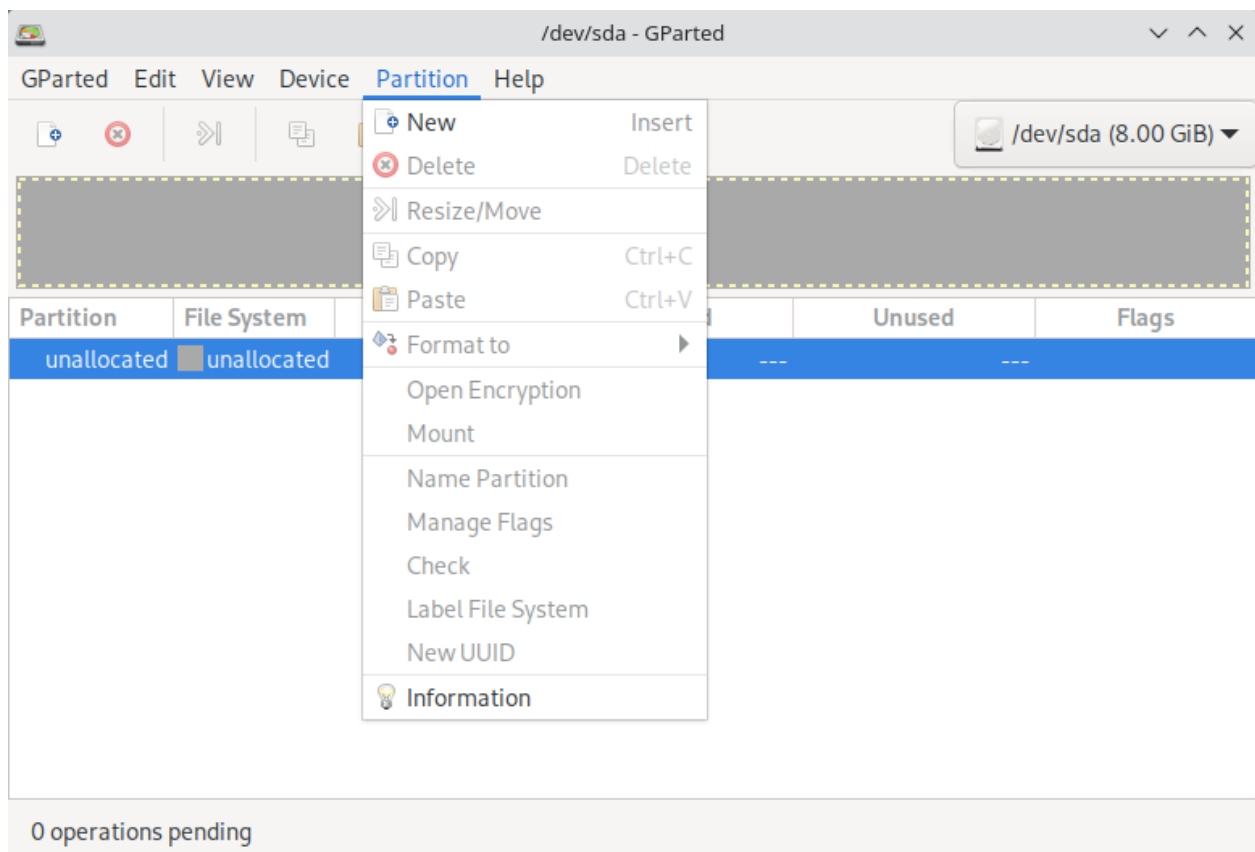 /dev/sda - GParted
GParted Edit View Device Partition Help
/dev/sda (8.00 GiB)
New Insert
Delete Delete
Resize/Move
Copy Ctrl+C
Paste Ctrl+V
Format to
Open Encryption
Mount
Name Partition
Manage Flags
Check
Label File System
New UUID
Information
Partition File System Unused Flags
unallocated unallocated --- ---
0 operations pending